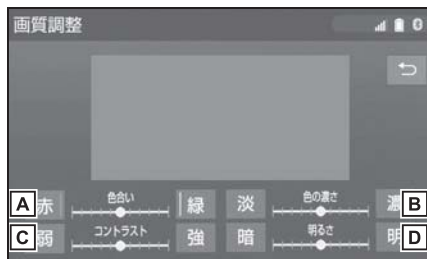 画質調整
A 赤 色合い 緑 淡 色の濃さ 濃 B
C 弱 コントラスト 強 暗 明るさ 明 D